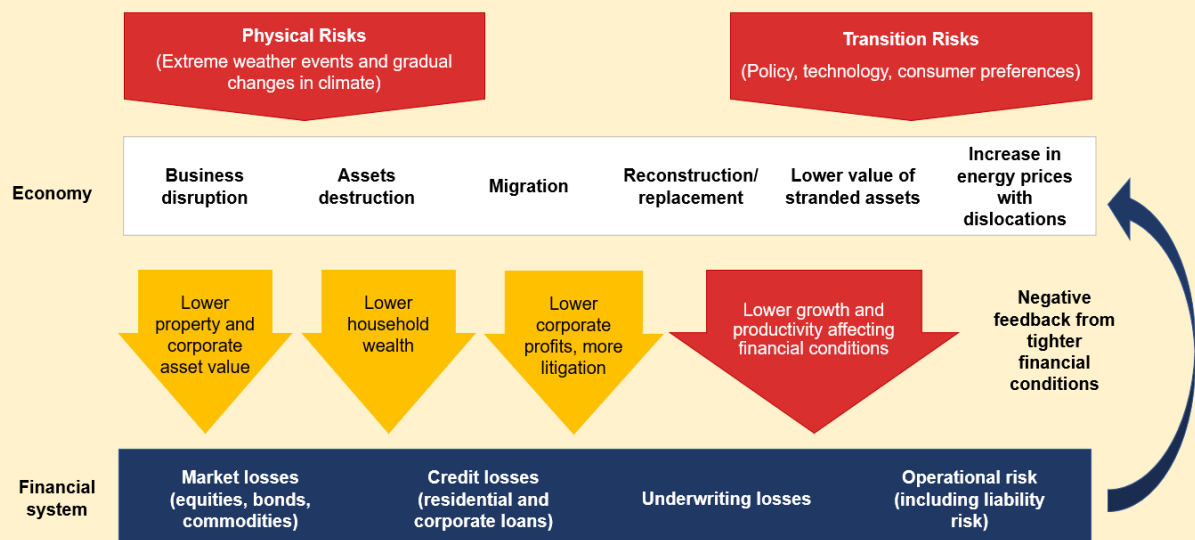 Physical Risks
(Extreme weather events and gradual
changes in climate)
Transition Risks
(Policy, technology, consumer preferences)
Economy
Business
disruption
Assets
destruction
Migration
Reconstruction/
replacement
Lower value of
stranded assets
Increase in
energy prices
with
dislocations
Lower
property and
corporate
asset value
Lower
household
wealth
Lower
corporate
profits, more
litigation
Lower growth and
productivity affecting
financial conditions
Negative
feedback from
tighter
financial
conditions
Financial
system
Market losses
(equities, bonds,
commodities)
Credit losses
(residential and
corporate loans)
Underwriting losses
Operational risk
(including liability
risk)